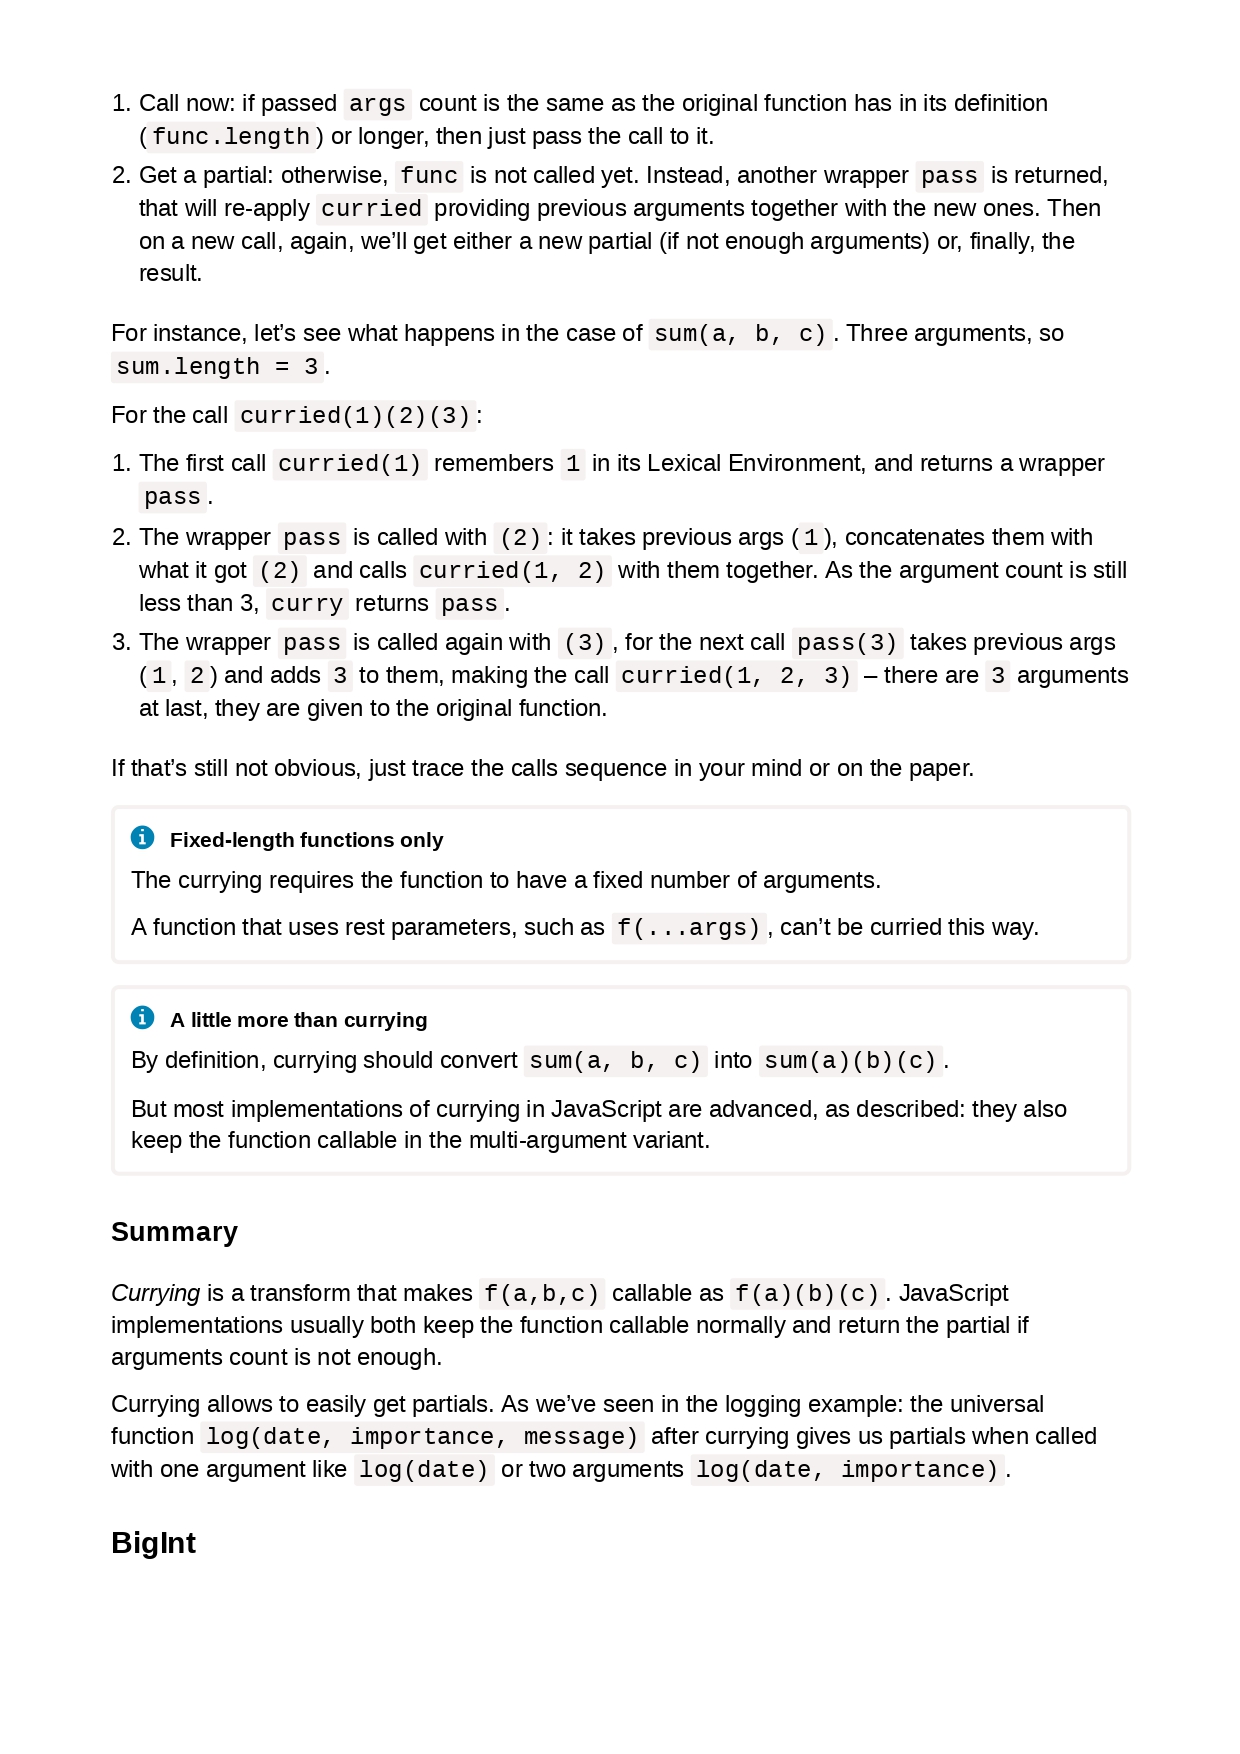 1. Call now: if passed args count is the same as the original function has in its definition
(func.length) or longer, then just pass the call to it.
2. Get a partial: otherwise, func is not called yet. Instead, another wrapper pass is returned,
that will re-apply curried providing previous arguments together with the new ones. Then
on a new call, again, we’ll get either a new partial (if not enough arguments) or, finally, the
result.
For instance, let’s see what happens in the case of sum(a, b, c). Three arguments, so
sum.length = 3.
For the call curried(1)(2)(3):
1. The first call curried(1) remembers 1 in its Lexical Environment, and returns a wrapper
pass.
2. The wrapper pass is called with (2): it takes previous args (1), concatenates them with
what it got (2) and calls curried(1, 2) with them together. As the argument count is still
less than 3, curry returns pass.
3. The wrapper pass is called again with (3), for the next call pass(3) takes previous args
(1, 2) and adds 3 to them, making the call curried(1, 2, 3) – there are 3 arguments
at last, they are given to the original function.
If that’s still not obvious, just trace the calls sequence in your mind or on the paper.
Fixed-length functions only
The currying requires the function to have a fixed number of arguments.
A function that uses rest parameters, such as f(...args), can’t be curried this way.
A little more than currying
By definition, currying should convert sum(a, b, c) into sum(a)(b)(c).
But most implementations of currying in JavaScript are advanced, as described: they also
keep the function callable in the multi-argument variant.
Summary
Currying is a transform that makes f(a,b,c) callable as f(a)(b)(c). JavaScript
implementations usually both keep the function callable normally and return the partial if
arguments count is not enough.
Currying allows to easily get partials. As we’ve seen in the logging example: the universal
function log(date, importance, message) after currying gives us partials when called
with one argument like log(date) or two arguments log(date, importance).
BigInt